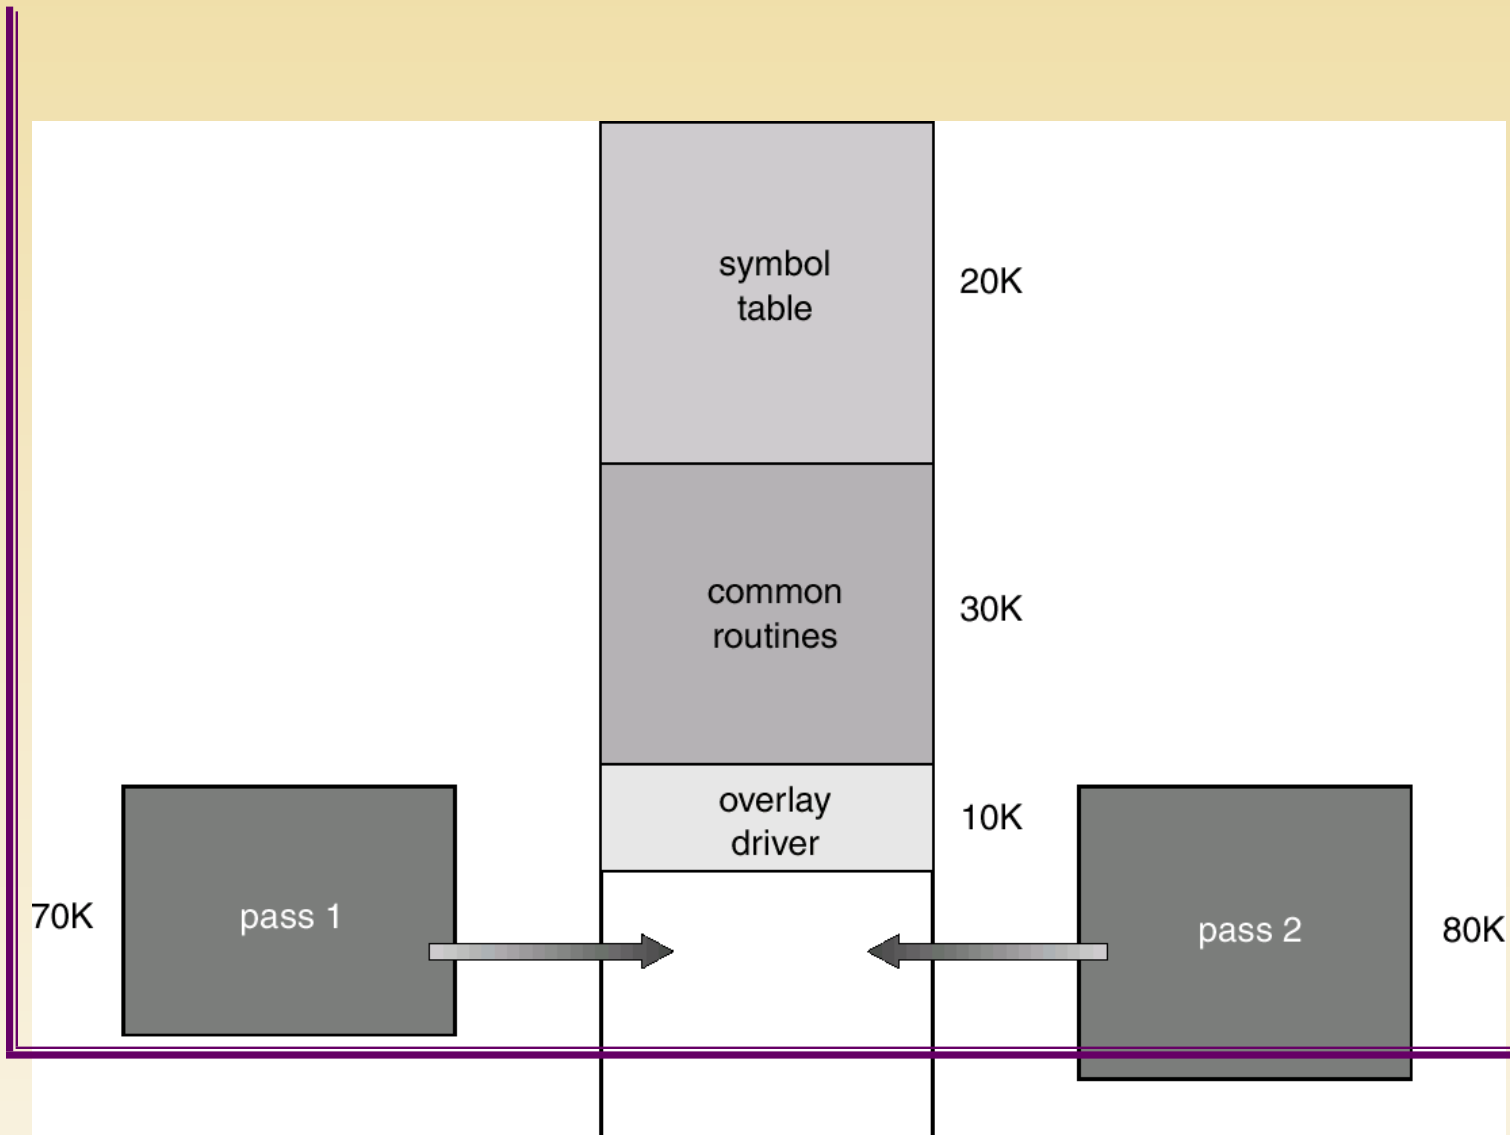 symbol
table
20K
common
routines
30K
overlay
driver
10K
70K
pass 1
pass 2
80K